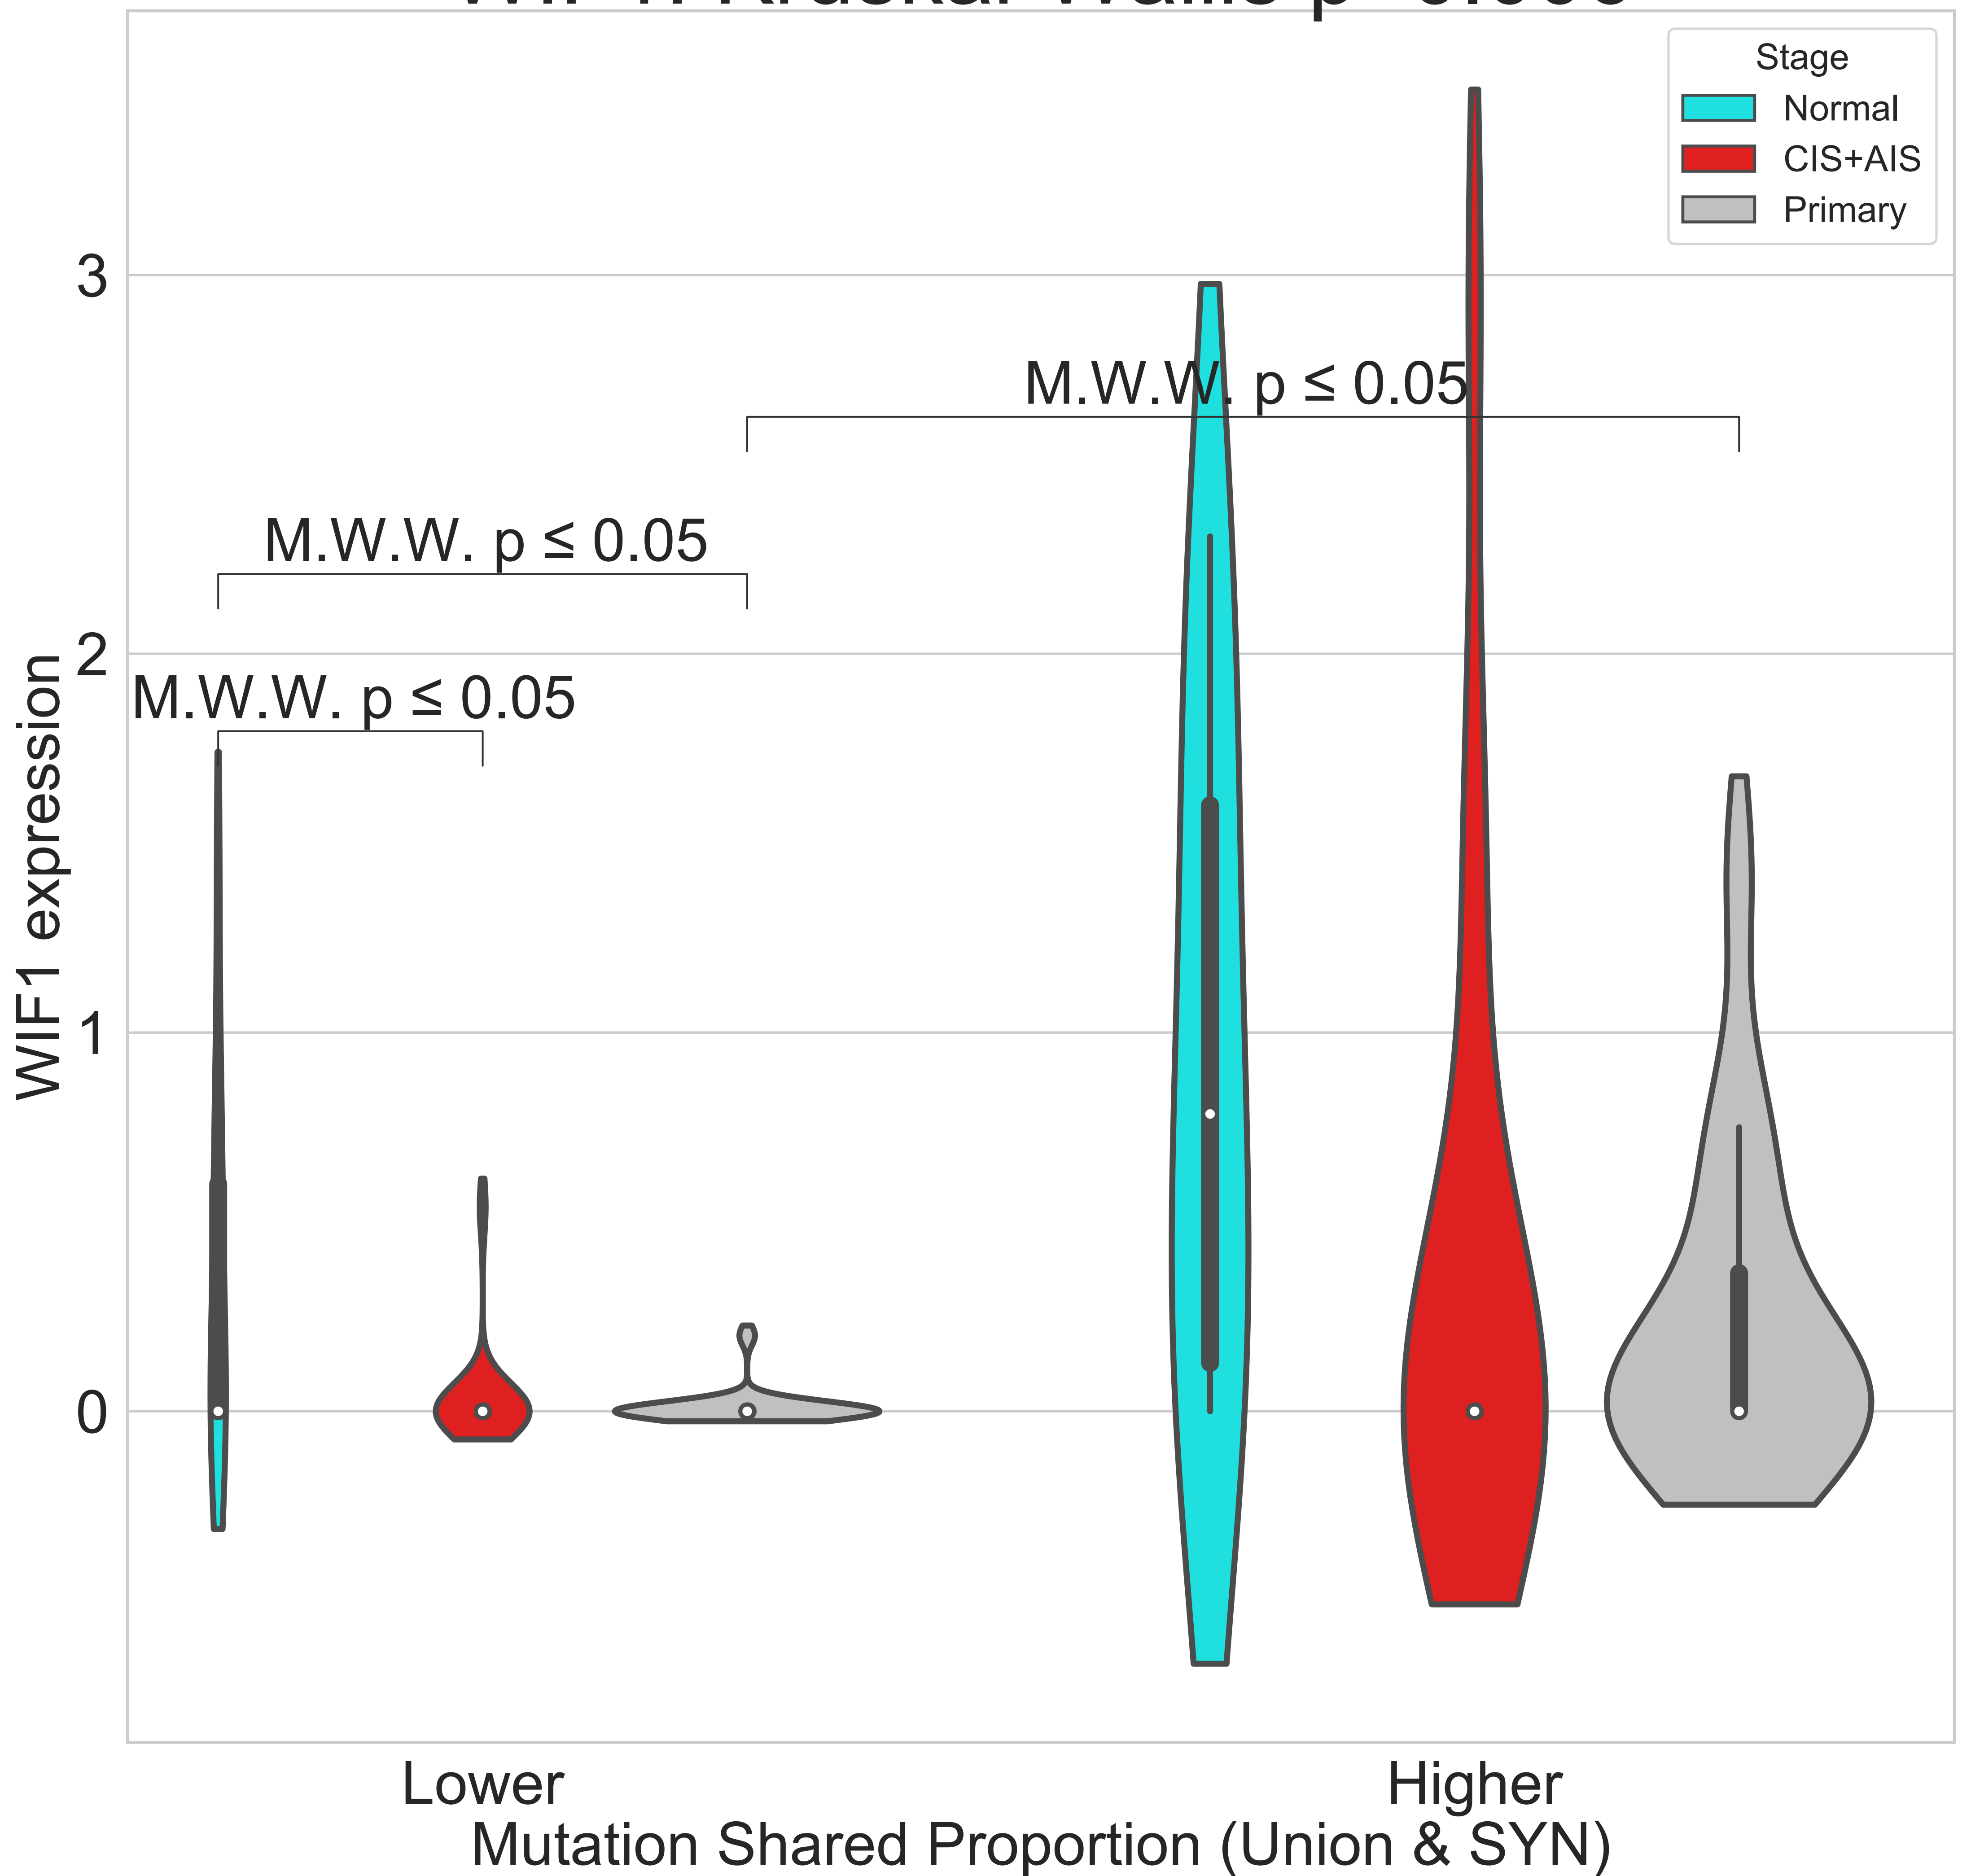 Stage
Normal
CIS+AIS
Primary
3
M.W.W. p ≤ 0.05
M.W.W. p ≤ 0.05
2
M.W.W. p ≤ 0.05
WIF1 expression
1
0
Lower
Higher
Mutation Shared Proportion (Union & SYN)